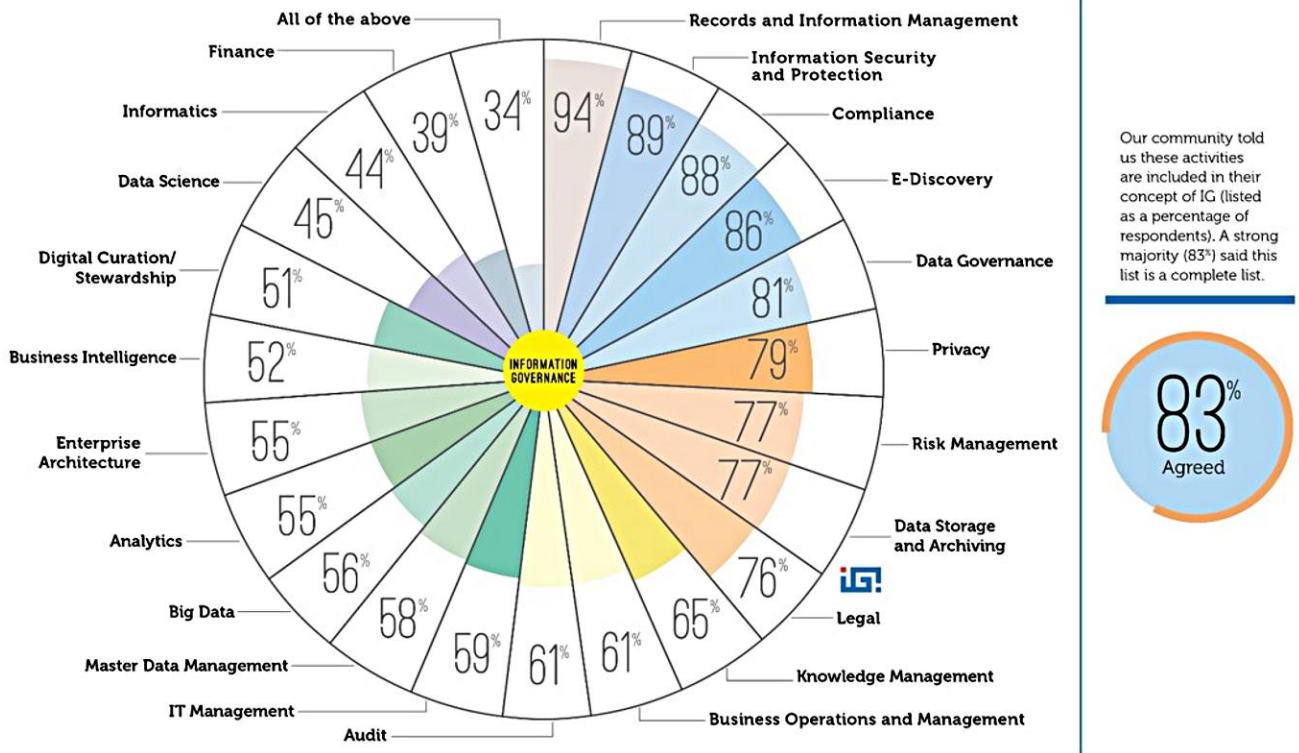 All of the above
Records and Information Management
Finance
Information Security
and Protection
Informatics
Compliance
Data Science
E-Discovery
Digital Curation/
Stewardship
Data Governance
Business Intelligence
Privacy
Enterprise
Architecture
Risk Management
Analytics
Data Storage
and Archiving
Big Data
Legal
Master Data Management
Knowledge Management
IT Management
Business Operations and Management
Audit
94%
89%
88%
86%
81%
79%
77%
77%
76%
65%
61%
61%
59%
58%
56%
55%
55%
52%
51%
45%
44%
39%
34%
INFORMATION
GOVERNANCE
iG!
Our community told
us these activities
are included in their
concept of IG (listed
as a percentage of
respondents). A strong
majority (83%) said this
list is a complete list.
83%
Agreed